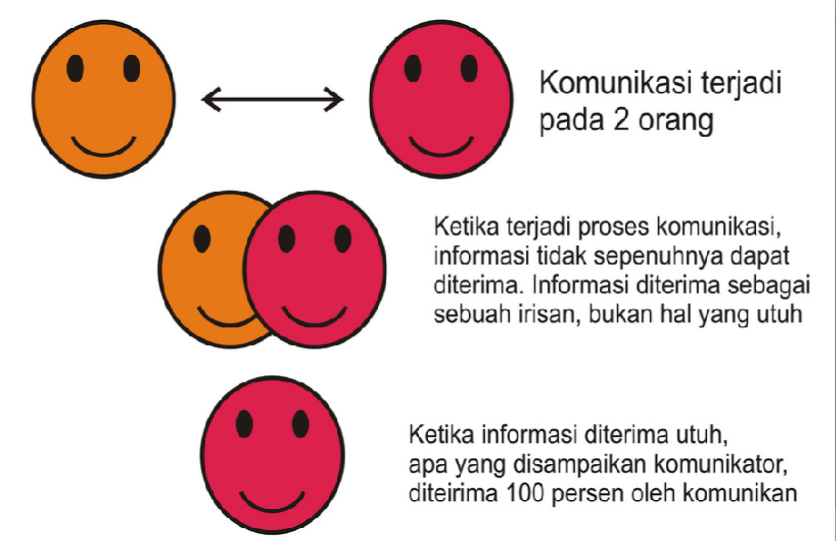 Komunikasi terjadi
pada 2 orang
Ketika terjadi proses komunikasi,
informasi tidak sepenuhnya dapat
diterima. Informasi diterima sebagai
sebuah irisan, bukan hal yang utuh
Ketika informasi diterima utuh,
apa yang disampaikan komunikator,
diteirima 100 persen oleh komunikan